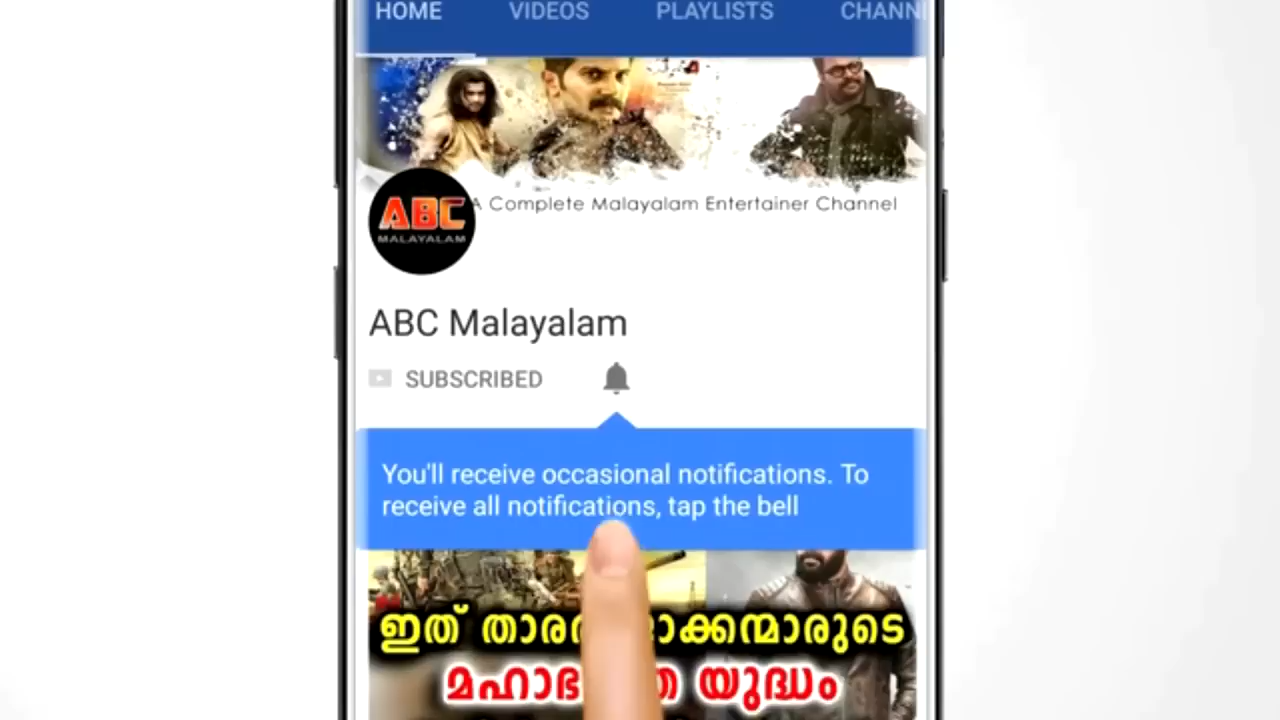 HOME VIDEOS PLAYLISTS CHANN
ABC
MALAYALAM
A Complete Malayalam Entertainer Channel
ABC Malayalam
SUBSCRIBED
You'll receive occasional notifications. To
receive all notifications, tap the bell
ഇത്
യുദ്ധം